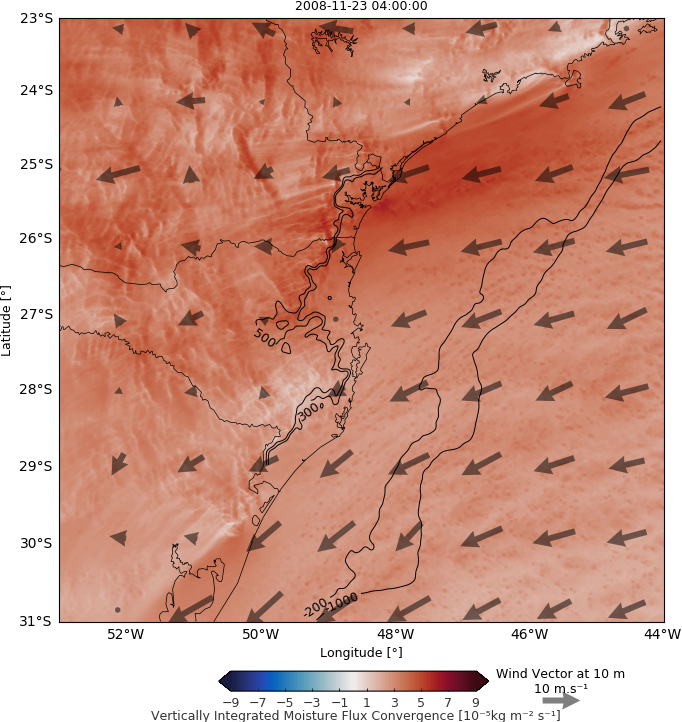 2008-11-23 04:00:00
23°S
24°S
25°S
26°S
27°S
28°S
29°S
30°S
31°S
Latitude [°]
500
300
-200
-1000
52°W 50°W 48°W 46°W 44°W
Longitude [°]
−9 −7 −5 −3 −1 1 3 5 7 9
Vertically Integrated Moisture Flux Convergence [10⁻⁵kg m⁻² s⁻¹]
Wind Vector at 10 m
10 m.s⁻¹